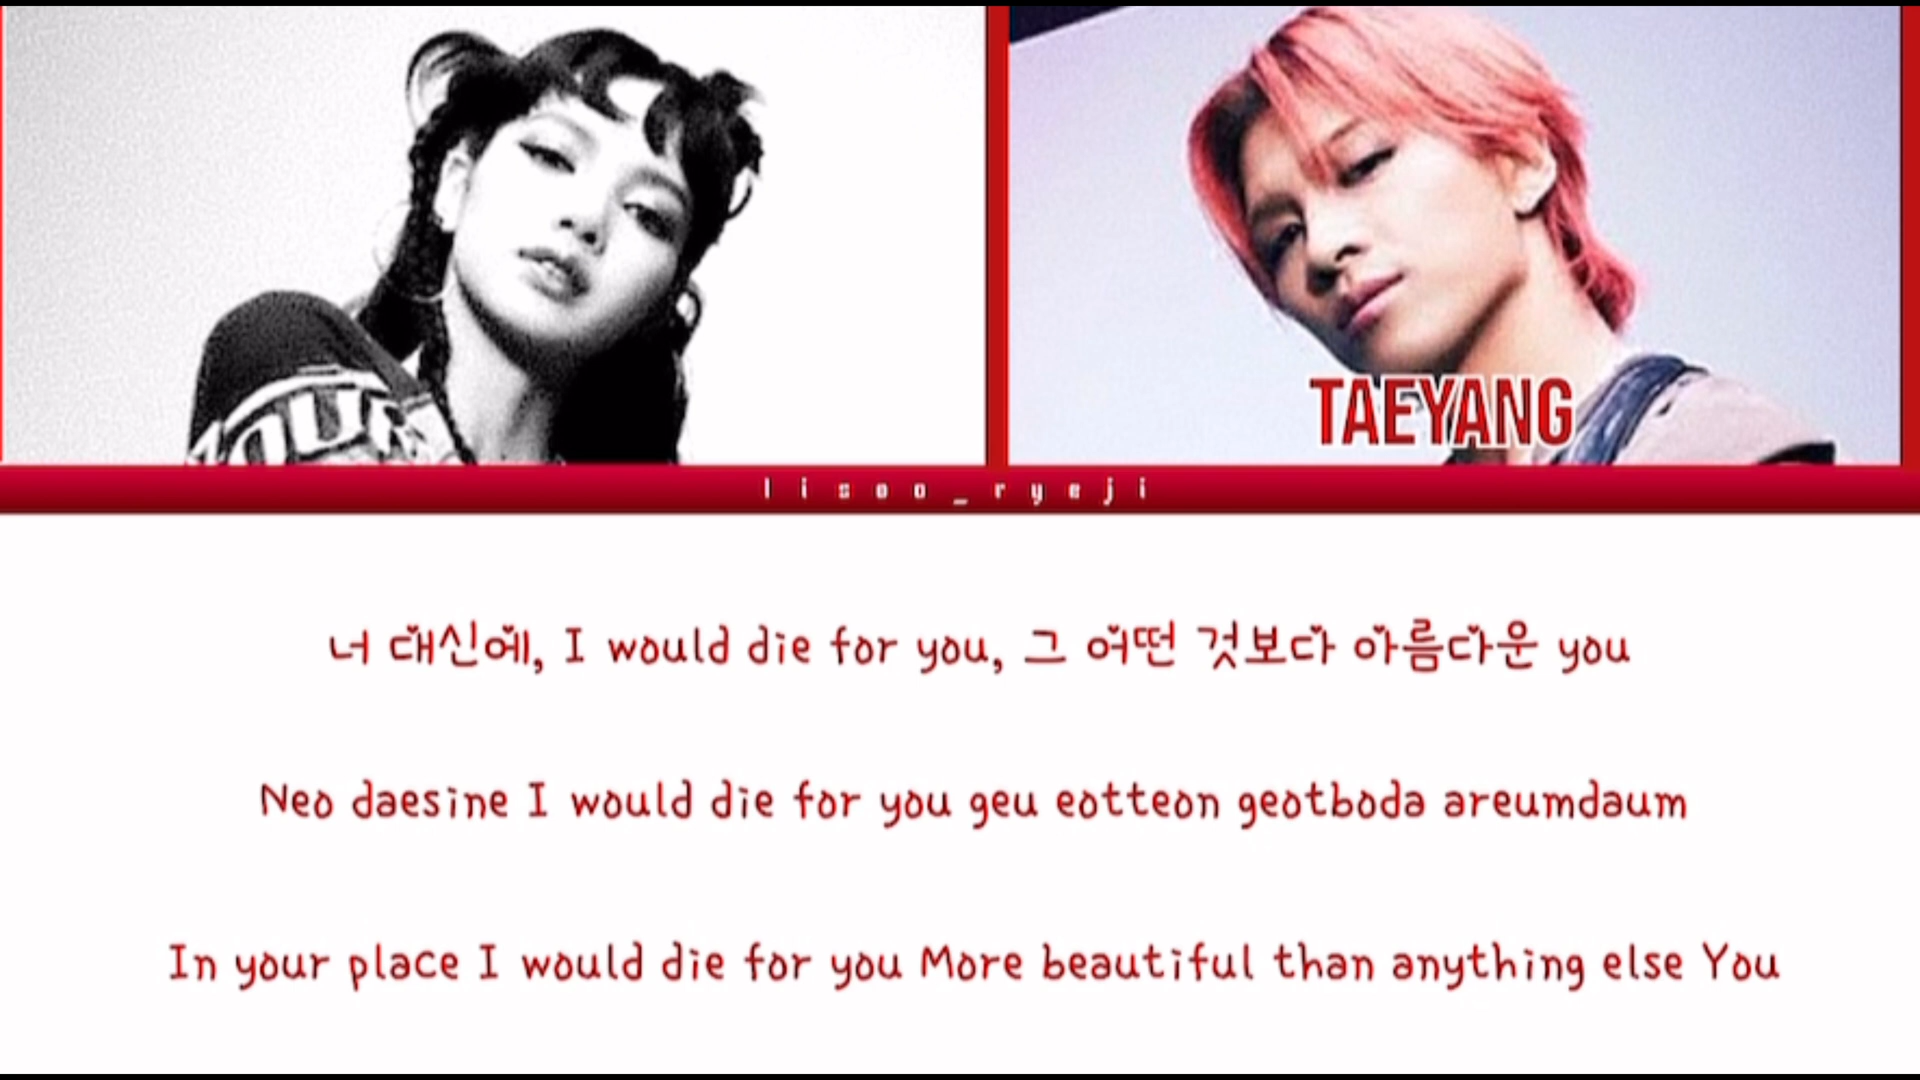 TAEYANG
lisoo_ryeji
너 대신에, I would die for you, 그 어떤 것보다 아름다운 you
Neo daesine I would die for you geu eotteon geotboda areumdaum
In your place I would die for you More beautiful than anything else You